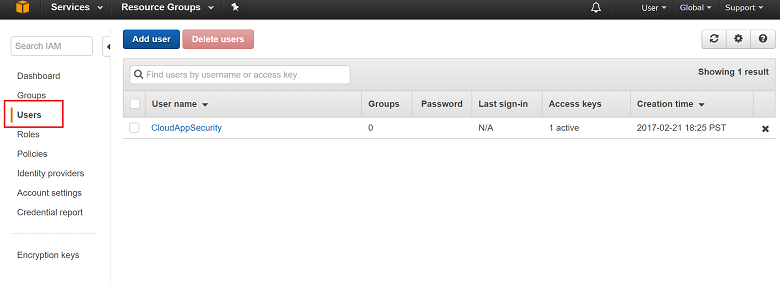 Services Resource Groups User Global Support
Search IAM
Add user Delete users
Find users by username or access key
Showing 1 result
Dashboard
Groups
Users
Roles
Policies
Identity providers
Account settings
Credential report
Encryption keys
User name Groups Password Last sign-in Access keys Creation time
CloudAppSecurity 0 N/A 1 active 2017-02-21 18:25 PST